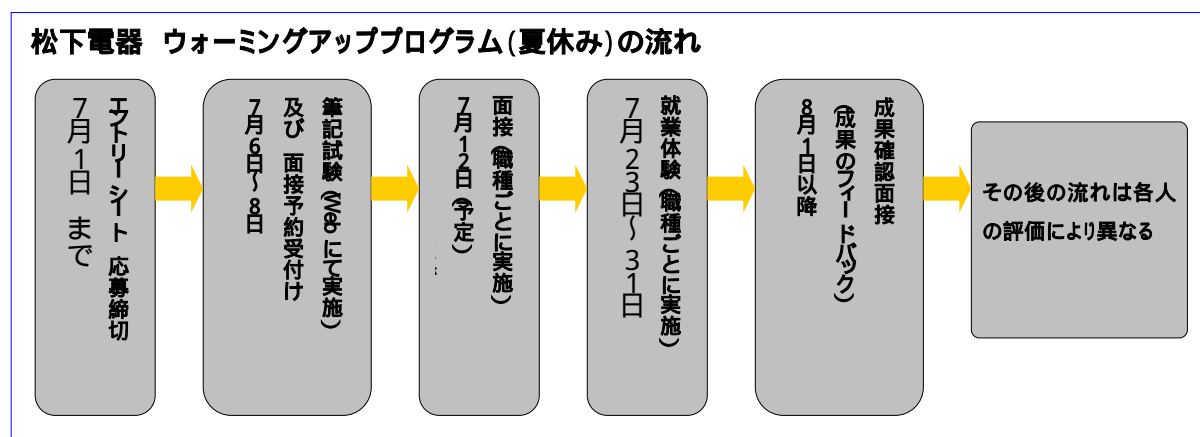 松下電器 ウォーミングアッププログラム(夏休み)の流れ
エントリーシート 応募締切
7月1日 まで
筆記試験(Webにて実施)
及び 面接予約受付け
7月6日~8日
面接(職種ごとに実施)
7月12日(予定)
就業体験(職種ごとに実施)
7月23日~31日
成果確認面接
(成果のフィードバック)
8月1日以降
その後の流れは各人
の評価により異なる